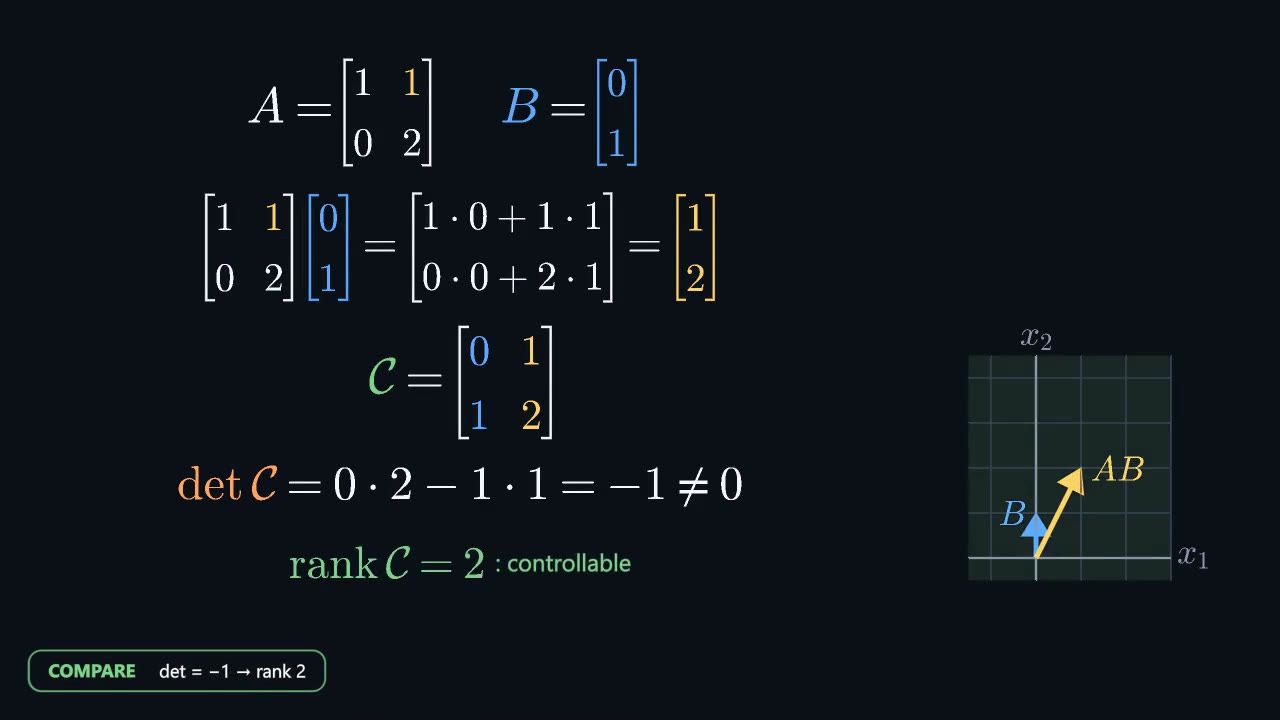 A = [1 1; 0 2] B = [0; 1]
[1 1; 0 2] [0; 1] = [1 · 0 + 1 · 1; 0 · 0 + 2 · 1] = [1; 2]
𝒞 = [0 1; 1 2]
det 𝒞 = 0 · 2 − 1 · 1 = −1 ≠ 0
rank 𝒞 = 2 : controllable
x₂
AB
B
x₁
COMPARE det = −1 → rank 2